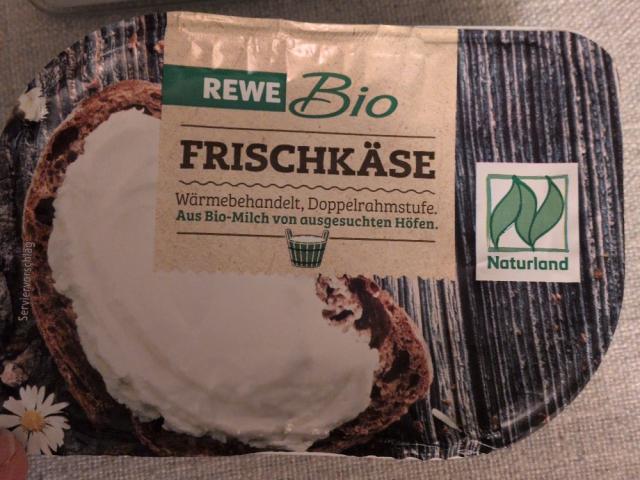 REWE Bio
FRISCHKÄSE
Wärmebehandelt, Doppelrahmstufe.
Aus Bio-Milch von ausgesuchten Höfen.
Naturland
Serviervorschlag